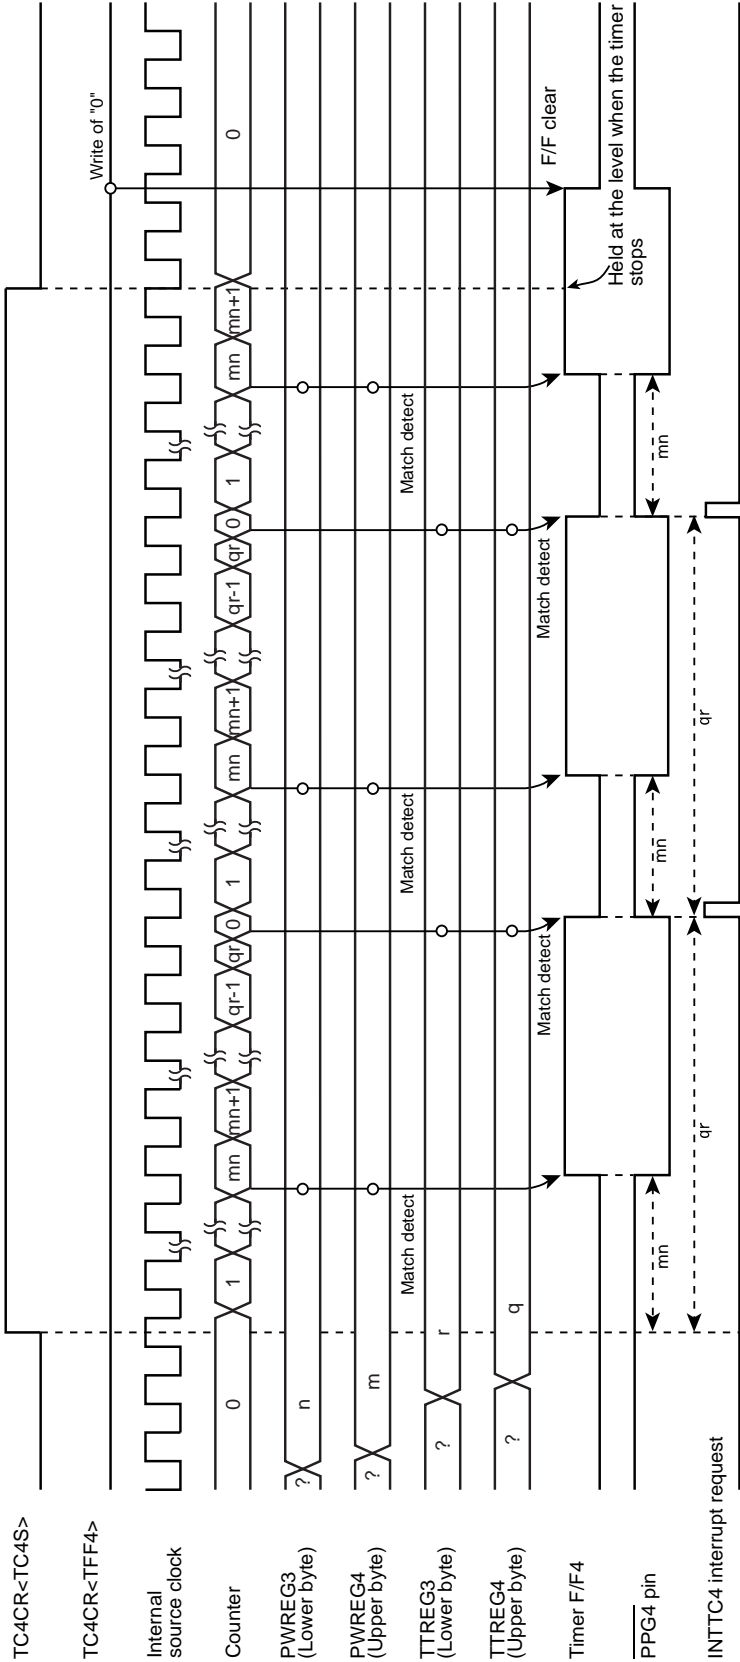 TC4CR<TC4S>
TC4CR<TFF4>
Write of "0"
Internal
source clock
Counter
0
1
mn
mn+1
qr-1
qr
0
1
mn
mn+1
qr-1
qr
0
1
mn
mn+1
0
PWREG3
(Lower byte)
?
n
PWREG4
(Upper byte)
?
m
TTREG3
(Lower byte)
?
r
TTREG4
(Upper byte)
?
q
Match detect
Match detect
Match detect
Match detect
Match detect
F/F clear
Timer F/F4
Held at the level when the timer
stops
PPG4 pin
mn
mn
mn
qr
qr
INTTC4 interrupt request